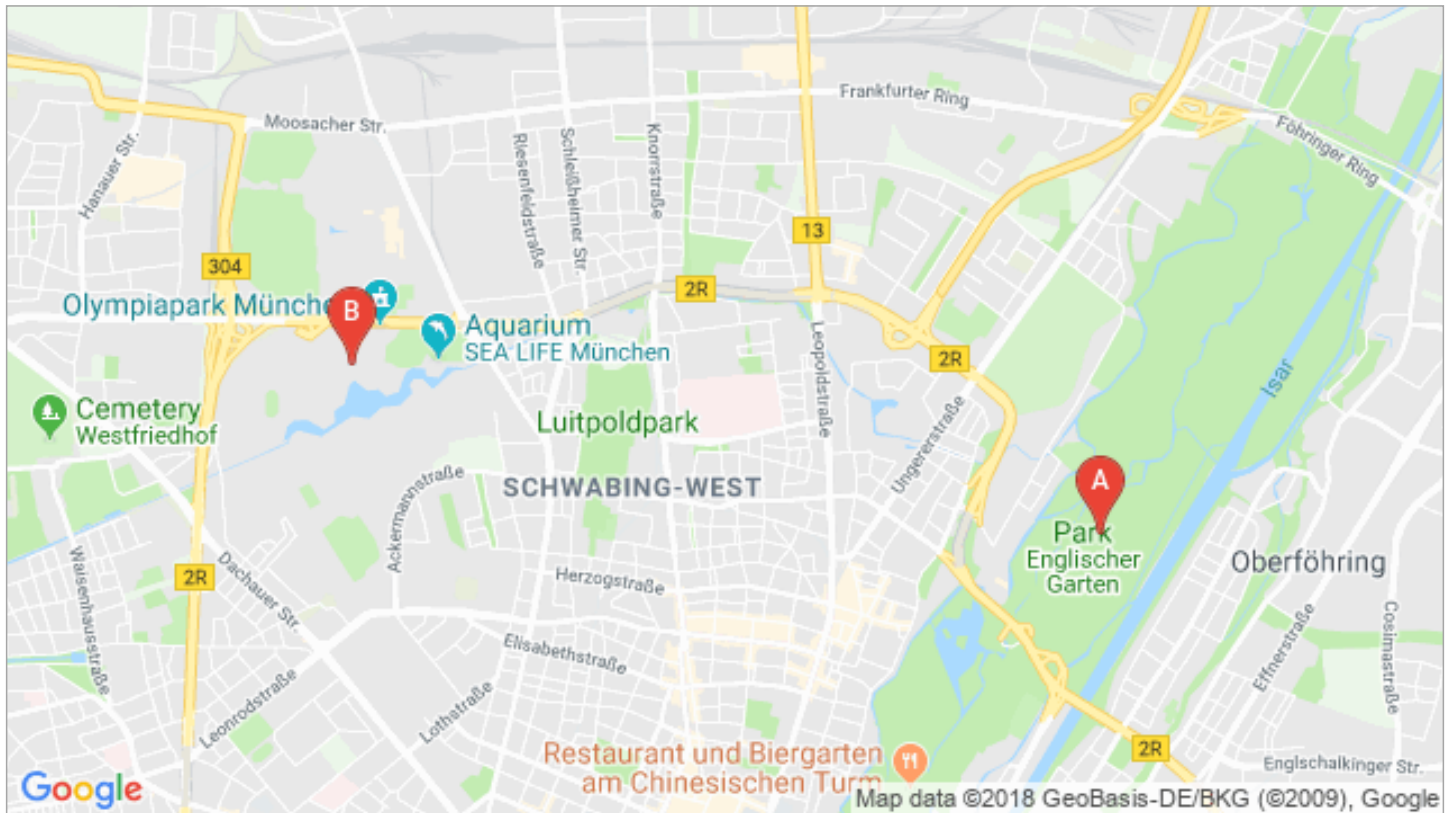 Frankfurter Ring
Moosacher Str.
Föhringer Ring
Hanauer Str.
Riesenfeldstraße
Schleißheimer Str.
Knorrstraße
13
304
2R
Olympiapark Münche
B
Aquarium
SEA LIFE München
Leopoldstraße
2R
Isar
Cemetery
Westfriedhof
Luitpoldpark
Ungererstraße
SCHWABING-WEST
Ackermannstraße
A
Park
Englischer
Garten
Oberföhring
2R
Waisenhausstraße
Dachauer Str.
Herzogstraße
Elisabethstraße
Effnerstraße
Cosimastraße
Leonrodstraße
Lothstraße
Restaurant und Biergarten
am Chinesischen Turm
2R
Englschalkinger Str.
Google
Map data ©2018 GeoBasis-DE/BKG (©2009), Google